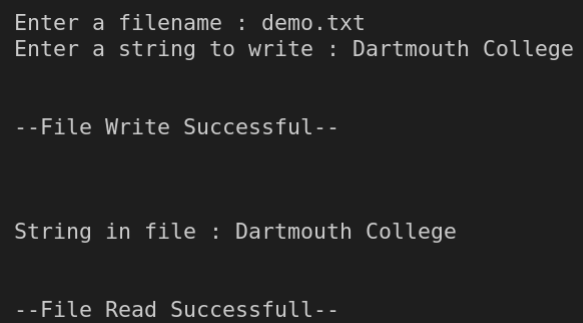 Enter a filename : demo.txt
Enter a string to write : Dartmouth College
--File Write Successful--
String in file : Dartmouth College
--File Read Successfull--